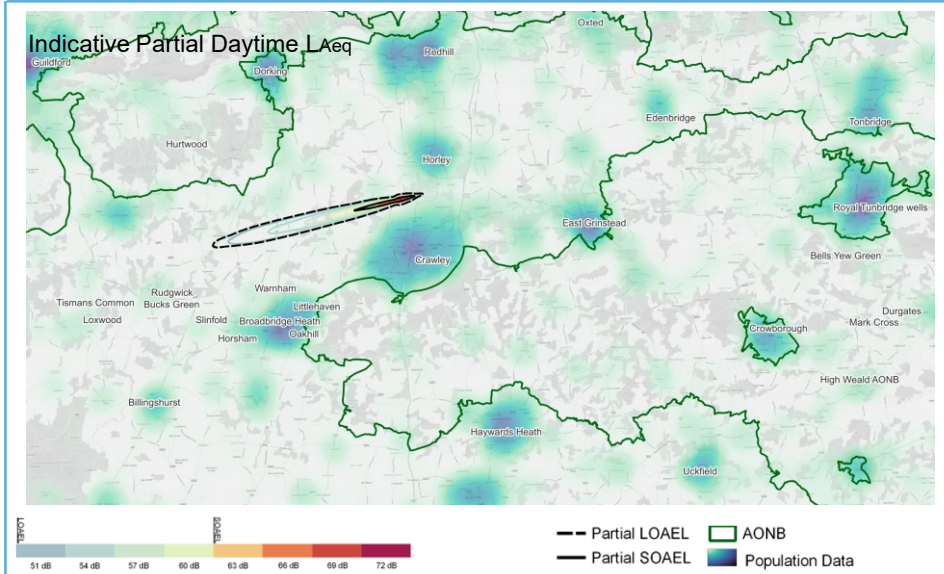 Indicative Partial Daytime LAeq
Oxted
Guildford
Redhill
Dorking
Edenbridge
Tonbridge
Hurtwood
Horley
Royal Tunbridge wells
East Grinstead
Crawley
Bells Yew Green
Warnham
Rudgwick
Tismans Common
Bucks Green
Littlehaven
Loxwood
Slinfold
Broadbridge Heath
Durgates
Mark Cross
Oakhill
Horsham
Crowborough
High Weald AONB
Billingshurst
Haywards Heath
Uckfield
LOAEL
SOAEL
51 dB 54 dB 57 dB 60 dB 63 dB 66 dB 69 dB 72 dB
Partial LOAEL
AONB
Partial SOAEL
Population Data